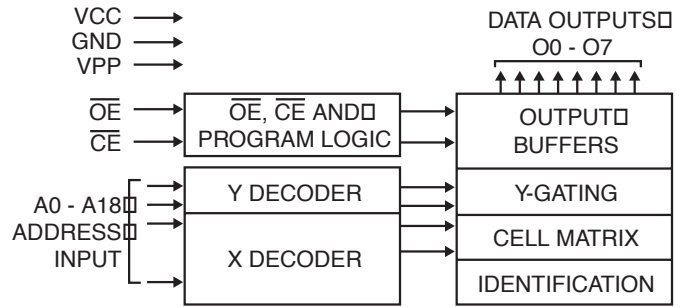 VCC
GND
VPP
OE
CE
A0 - A18□
ADDRESS□
INPUT
OE, CE AND□
PROGRAM LOGIC
Y DECODER
X DECODER
DATA OUTPUTS□
O0 - O7
OUTPUT□
BUFFERS
Y-GATING
CELL MATRIX
IDENTIFICATION